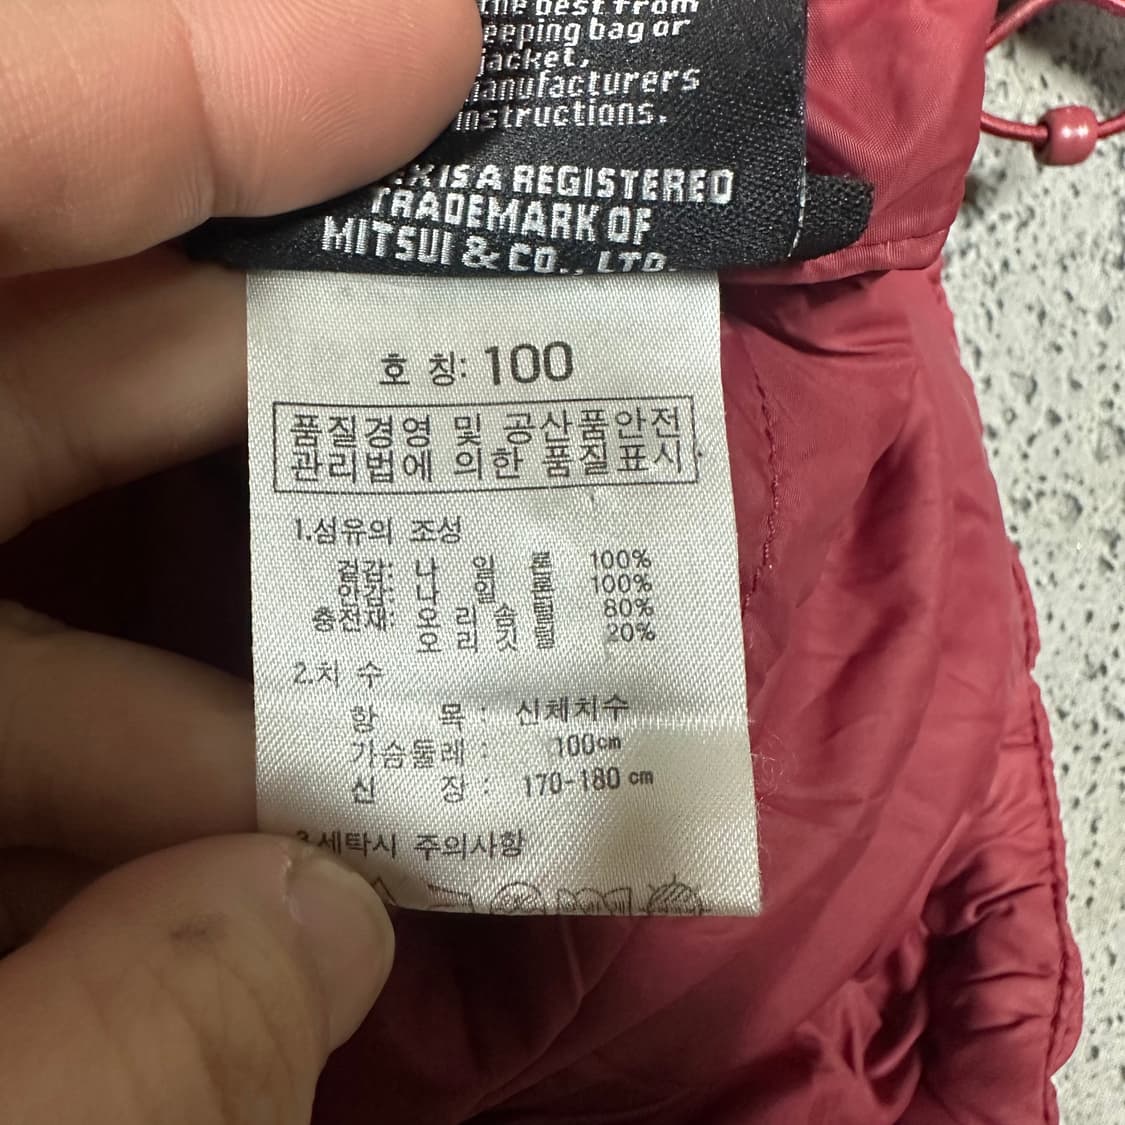 the best from
eeping bag or
jacket,
manufacturers
instructions.
IS A REGISTERED
TRADEMARK OF
MITSUI & CO., LTD.
호 칭: 100
품질경영 및 공산품안전
관리법에 의한 품질표시
1.섬유의 조성
겉감: 나 일 론 100%
안감: 나 일 론 100%
충전재: 오 리 솜 털 80%
오 리 깃 털 20%
2.치 수
항 목: 신체치수
가슴둘레: 100cm
신 장: 170-180 cm
3.세탁시 주의사항